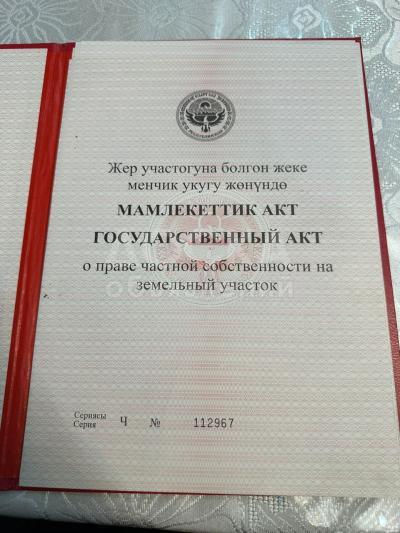 Жер участогуна болгон жеке
менчик укугу жөнүндө
МАМЛЕКЕТТИК АКТ
ГОСУДАРСТВЕННЫЙ АКТ
о праве частной собственности на
земельный участок
Сериясы
Серия Ч № 112967